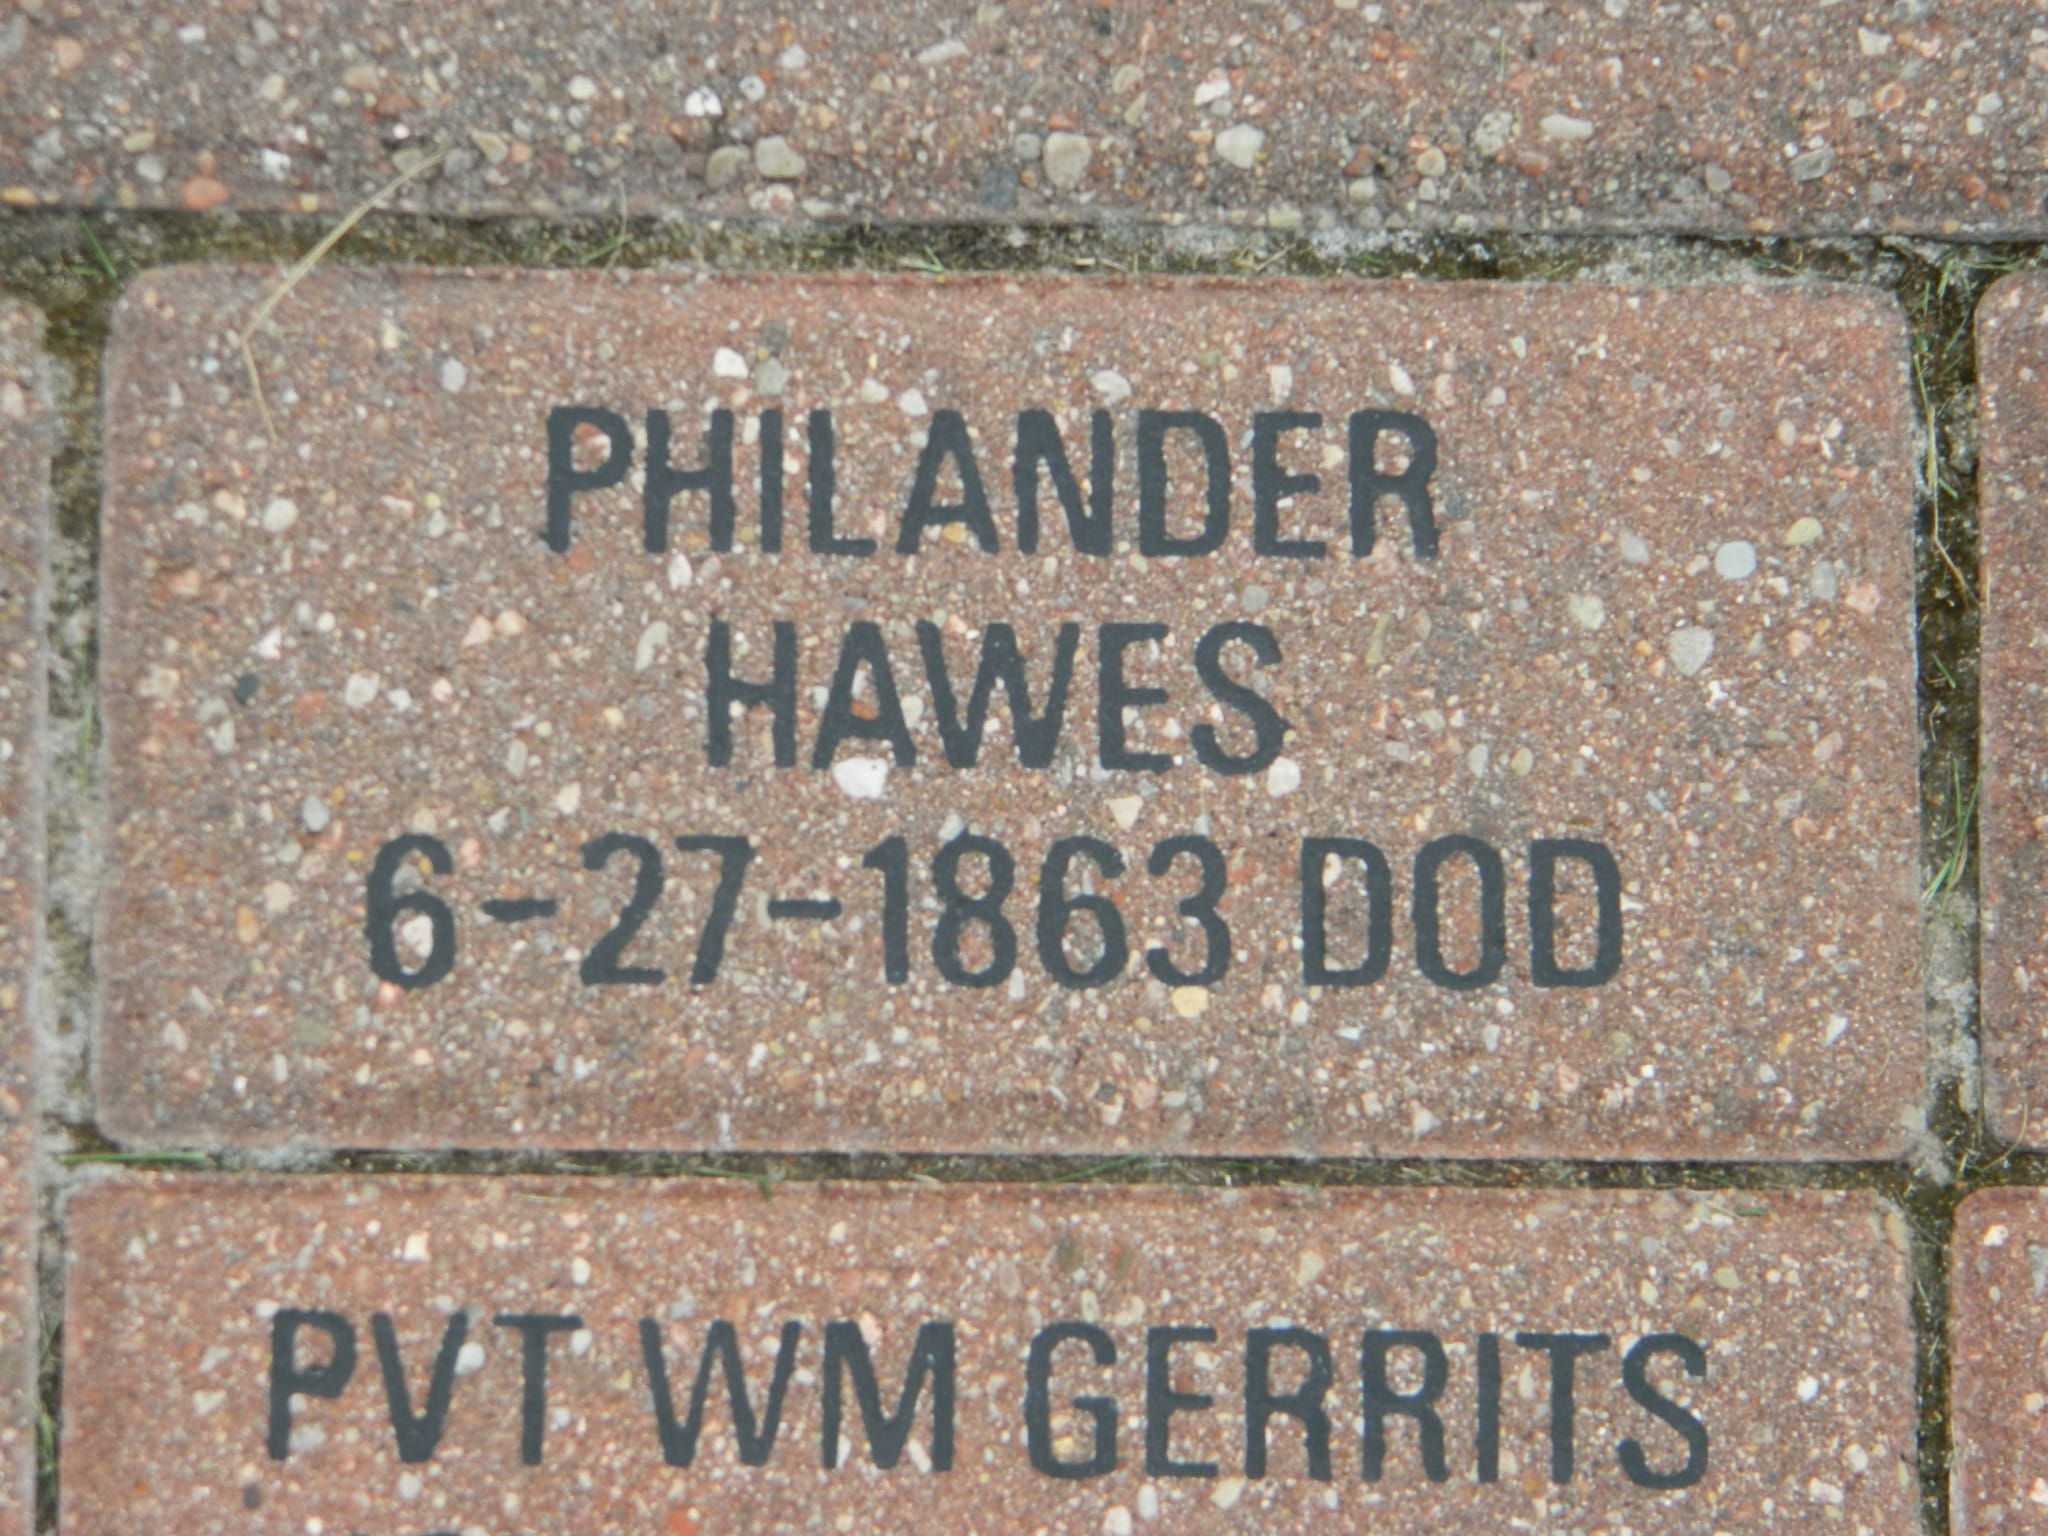 PHILANDER
HAWES
6-27-1863 DOD
PVT WM GERRITS